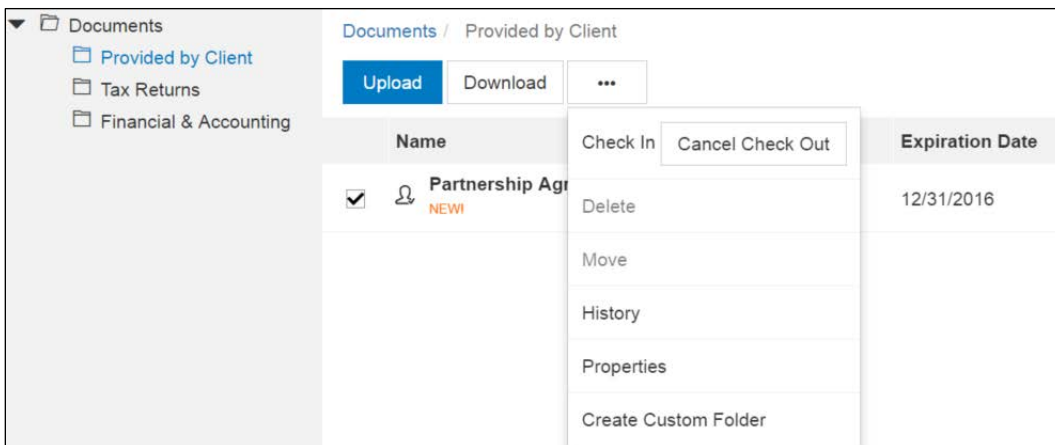 Documents
Provided by Client
Tax Returns
Financial & Accounting
Documents / Provided by Client
Upload Download •••
Name Expiration Date
Partnership Agr 12/31/2016
NEW!
Check In Cancel Check Out
Delete
Move
History
Properties
Create Custom Folder